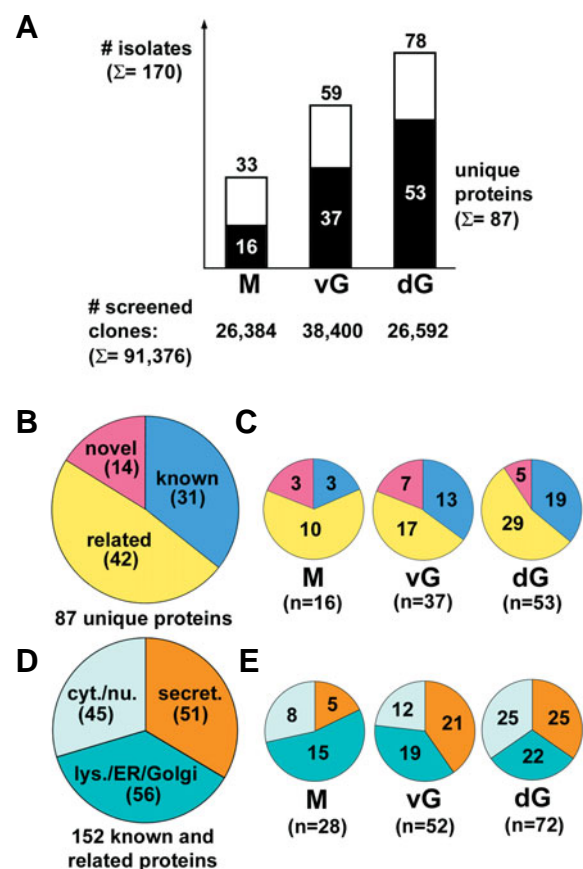 A
# isolates
(Σ= 170)
33
59
78
16
37
53
unique
proteins
(Σ= 87)
M vG dG
# screened
clones:
(Σ= 91,376)
26,384 38,400 26,592
B
novel
(14)
known
(31)
related
(42)
87 unique proteins
C
3 3
10
7 13
17
5 19
29
M vG dG
(n=16) (n=37) (n=53)
D
cyt./nu.
(45)
secret.
(51)
lys./ER/Golgi
(56)
152 known and
related proteins
E
8 5
15
12 21
19
25 25
22
M vG dG
(n=28) (n=52) (n=72)